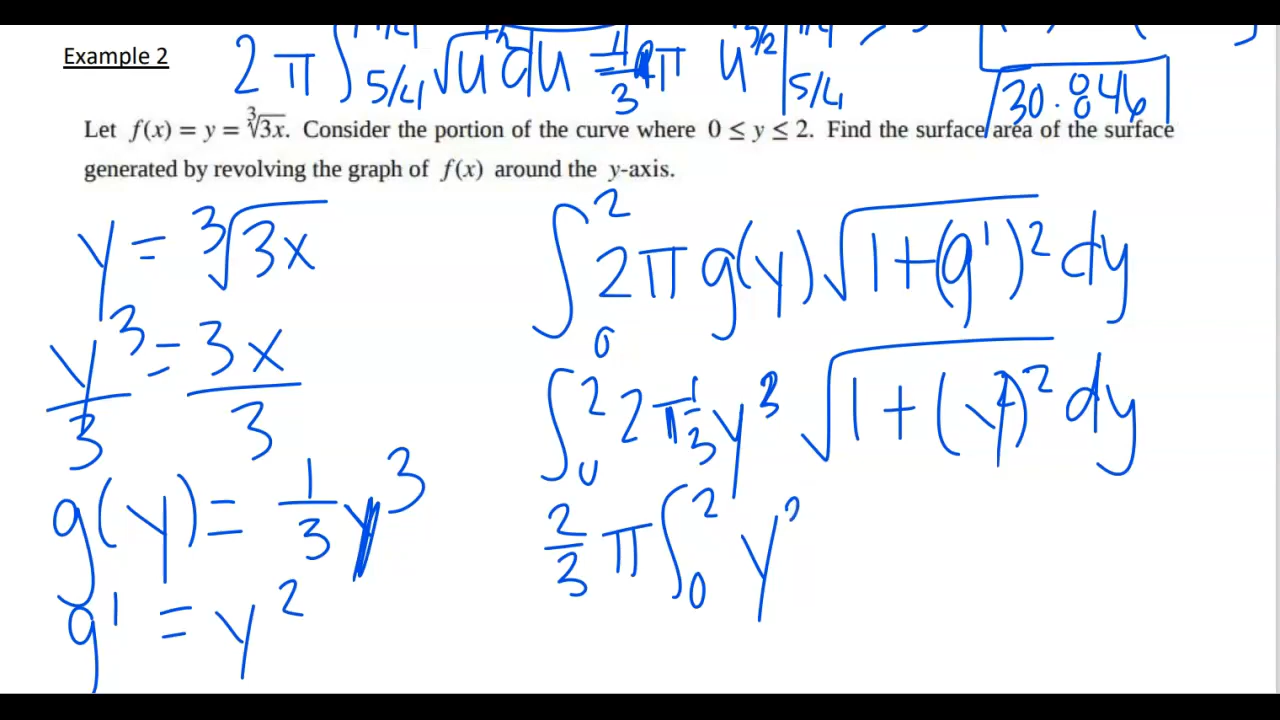 Example 2
2π∫ 5/4 √u du 1/3 π u^3/2 | 5/4
30.846
Let f(x) = y = ∛3x. Consider the portion of the curve where 0 ≤ y ≤ 2. Find the surface area of the surface
generated by revolving the graph of f(x) around the y-axis.
y = ∛3x
y³/3 = 3x/3
g(y) = 1/3 y³
g' = y²
∫₀² 2π g(y) √1+(g')² dy
∫₀² 2π 1/3 y³ √1+(y²)² dy
2/3 π ∫₀² y